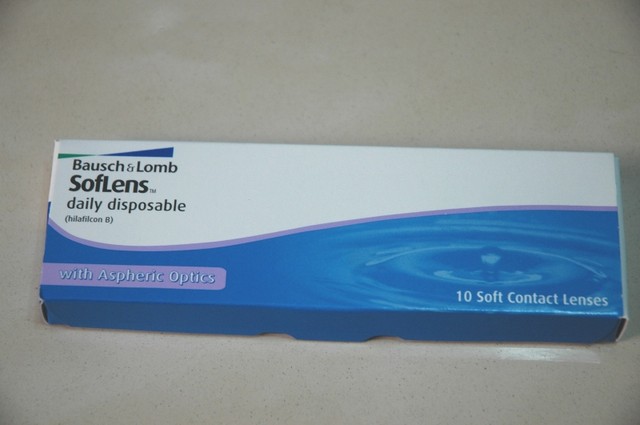 Bausch & Lomb
SofLens™
daily disposable
(hilafilcon B)
with Aspheric Optics
10 Soft Contact Lenses